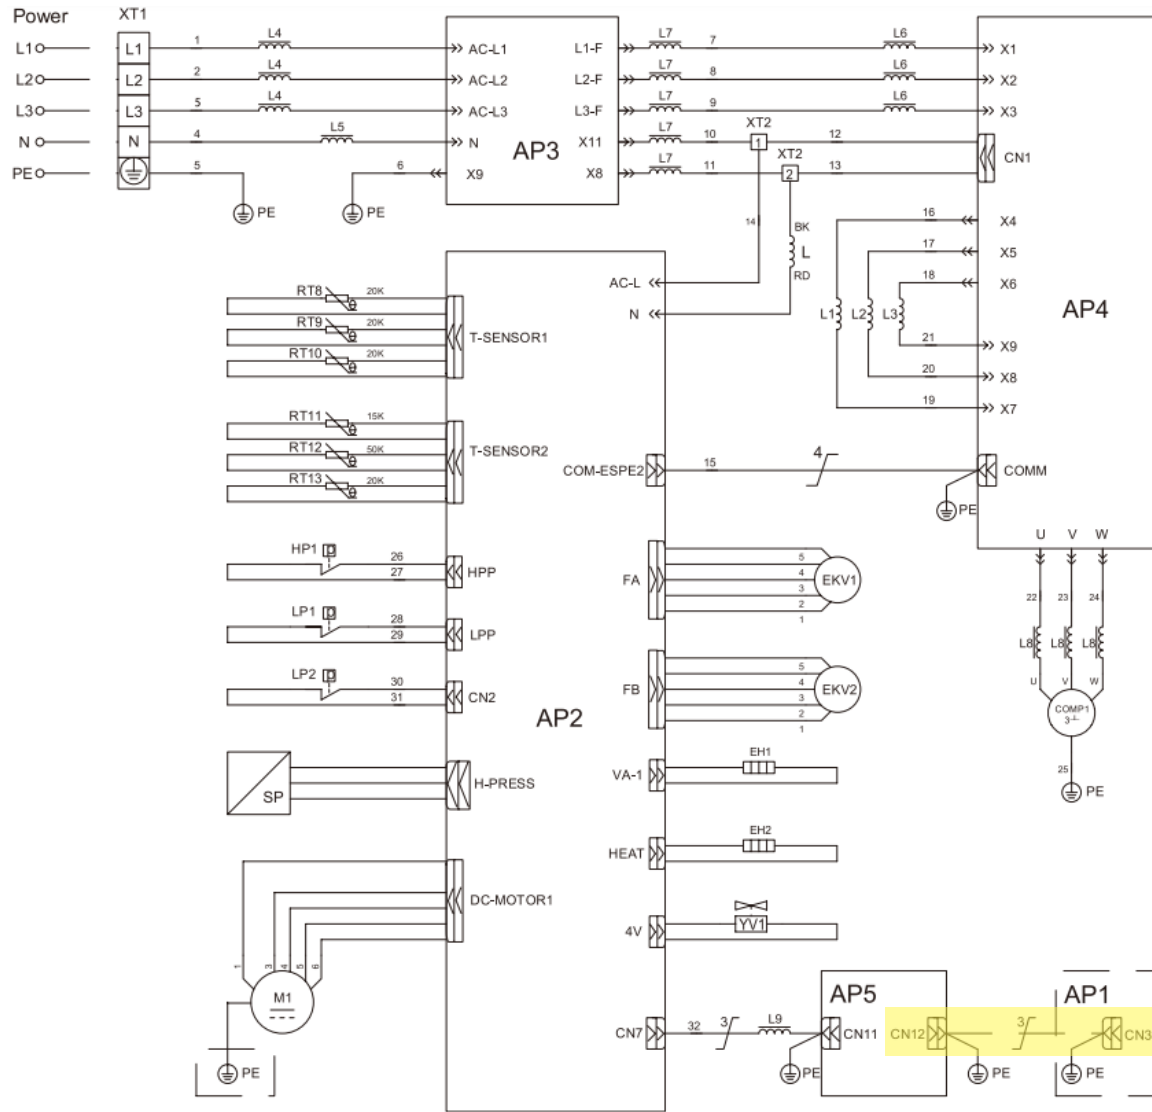 Power XT1
L1 L1 1 L4 AC-L1 L1-F L7 7 L6 X1
L2 L2 2 L4 AC-L2 L2-F L7 8 L6 X2
L3 L3 5 L4 AC-L3 L3-F L7 9 L6 X3
N N 4 L5 N AP3 X11 L7 10 XT2 1 12 CN1
PE 5 6 X9 X8 L7 11 XT2 2 13
PE PE
14 BK L RD
16 X4
17 X5
18 X6
AP4
L1 L2 L3
21 X9
20 X8
19 X7
AC-L
N
RT8 20K
RT9 20K T-SENSOR1
RT10 20K
RT11 15K
RT12 50K T-SENSOR2
RT13 20K
COM-ESPE2 15 4 COMM
PE
U V W
22 23 24
L8 L8 L8
U V W
COMP1
3
25
PE
HP1 P 26
27 HPP
LP1 P 28
29 LPP
LP2 P 30
31 CN2
FA 5 4 3 2 1 EKV1
FB 5 4 3 2 1 EKV2
AP2
SP H-PRESS
VA-1 EH1
HEAT EH2
DC-MOTOR1
4V YV1
1 3 4 5 6
M1
PE
CN7 32 3 L9
AP5
CN11 CN12 3
PE PE
AP1
CN3
PE